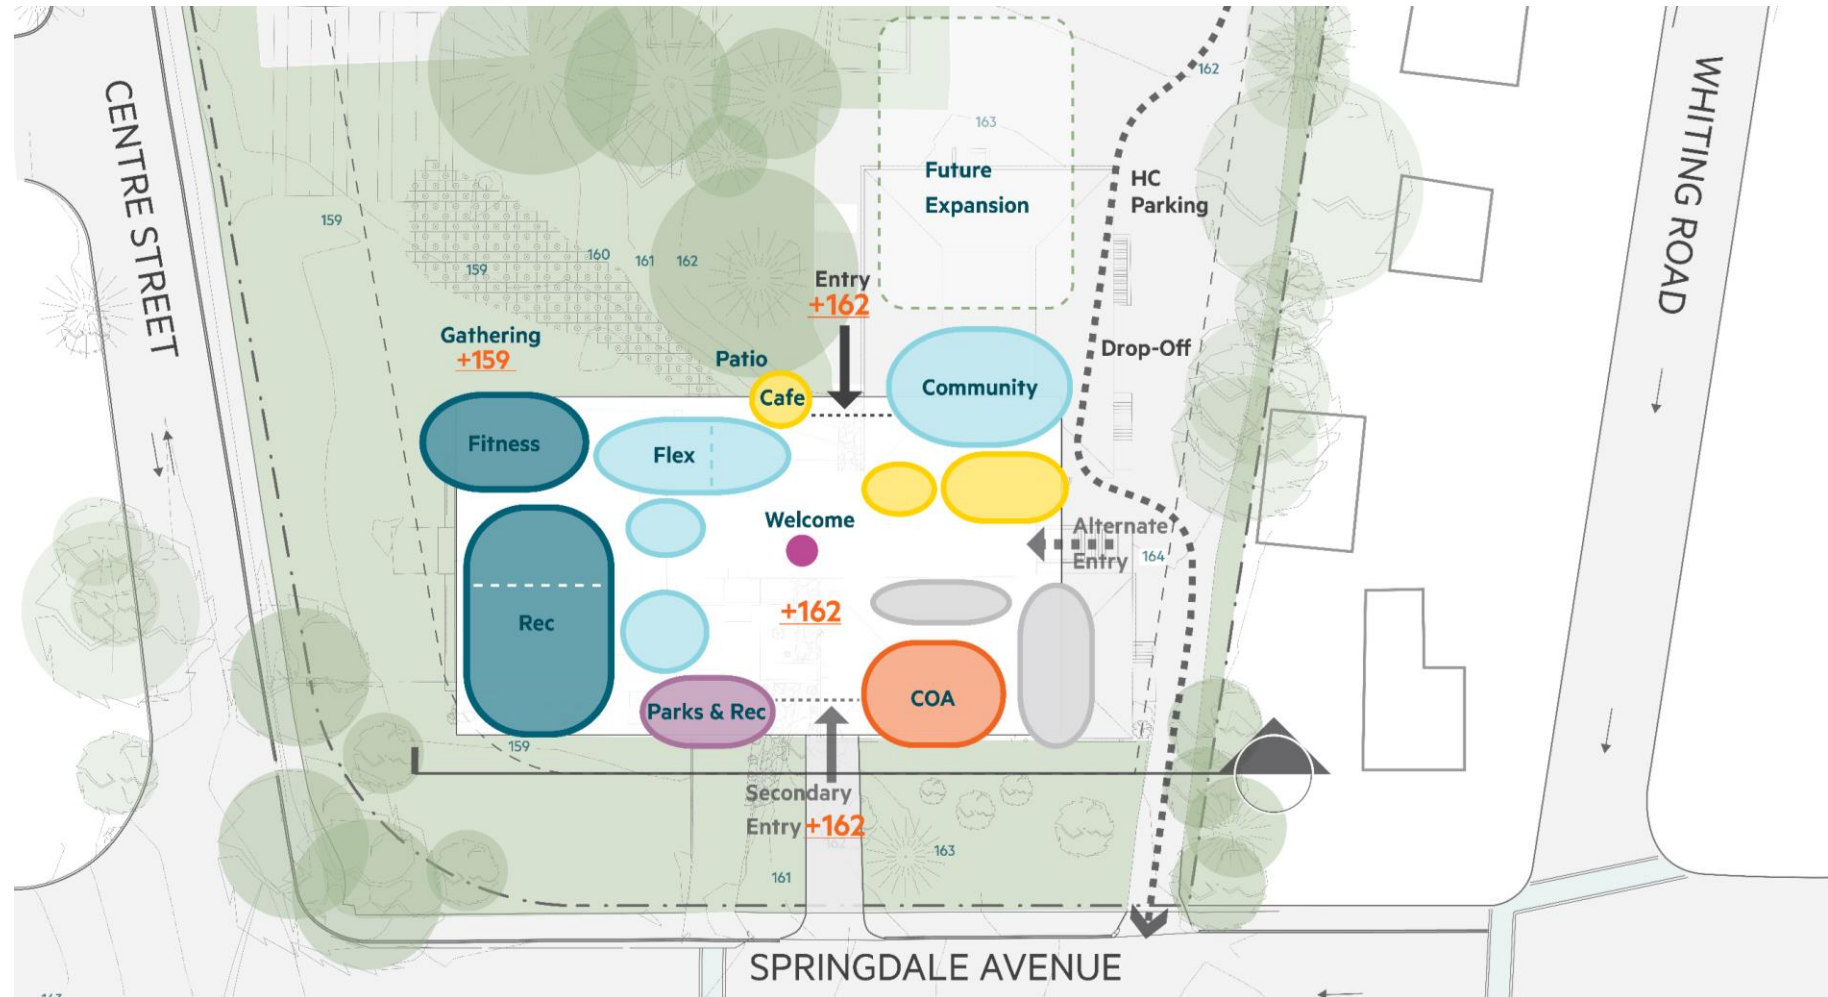 CENTRE STREET
WHITING ROAD
162
163
Future
Expansion
HC
Parking
159
160
161
162
159
Entry
+162
Gathering
+159
Patio
Drop-Off
Cafe
Community
Fitness
Flex
Welcome
Alternate
Entry
164
Rec
+162
Parks & Rec
COA
159
Secondary
Entry +162
162
163
161
SPRINGDALE AVENUE